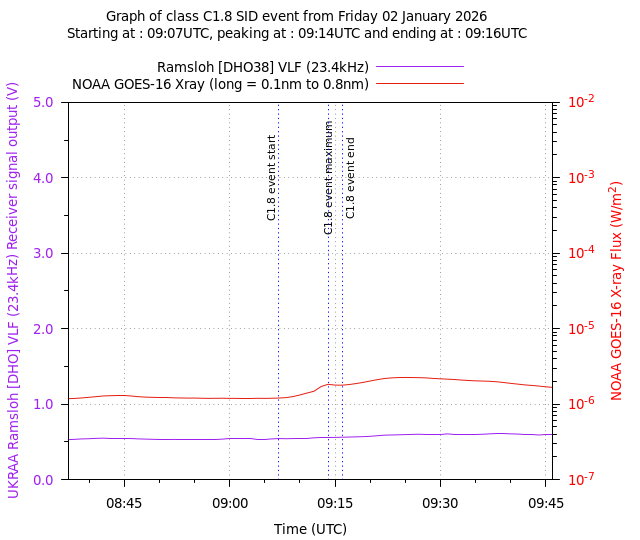 Graph of class C1.8 SID event from Friday 02 January 2026
Starting at : 09:07UTC, peaking at : 09:14UTC and ending at : 09:16UTC
Ramsloh [DHO38] VLF (23.4kHz)
NOAA GOES-16 Xray (long = 0.1nm to 0.8nm)
UKRAA Ramsloh [DHO] VLF (23.4kHz) Receiver signal output (V)
5.0
4.0
3.0
2.0
1.0
0.0
C1.8 event start
C1.8 event maximum
C1.8 event end
10-2
10-3
10-4
10-5
10-6
10-7
NOAA GOES-16 X-ray Flux (W/m2)
08:45
09:00
09:15
09:30
09:45
Time (UTC)